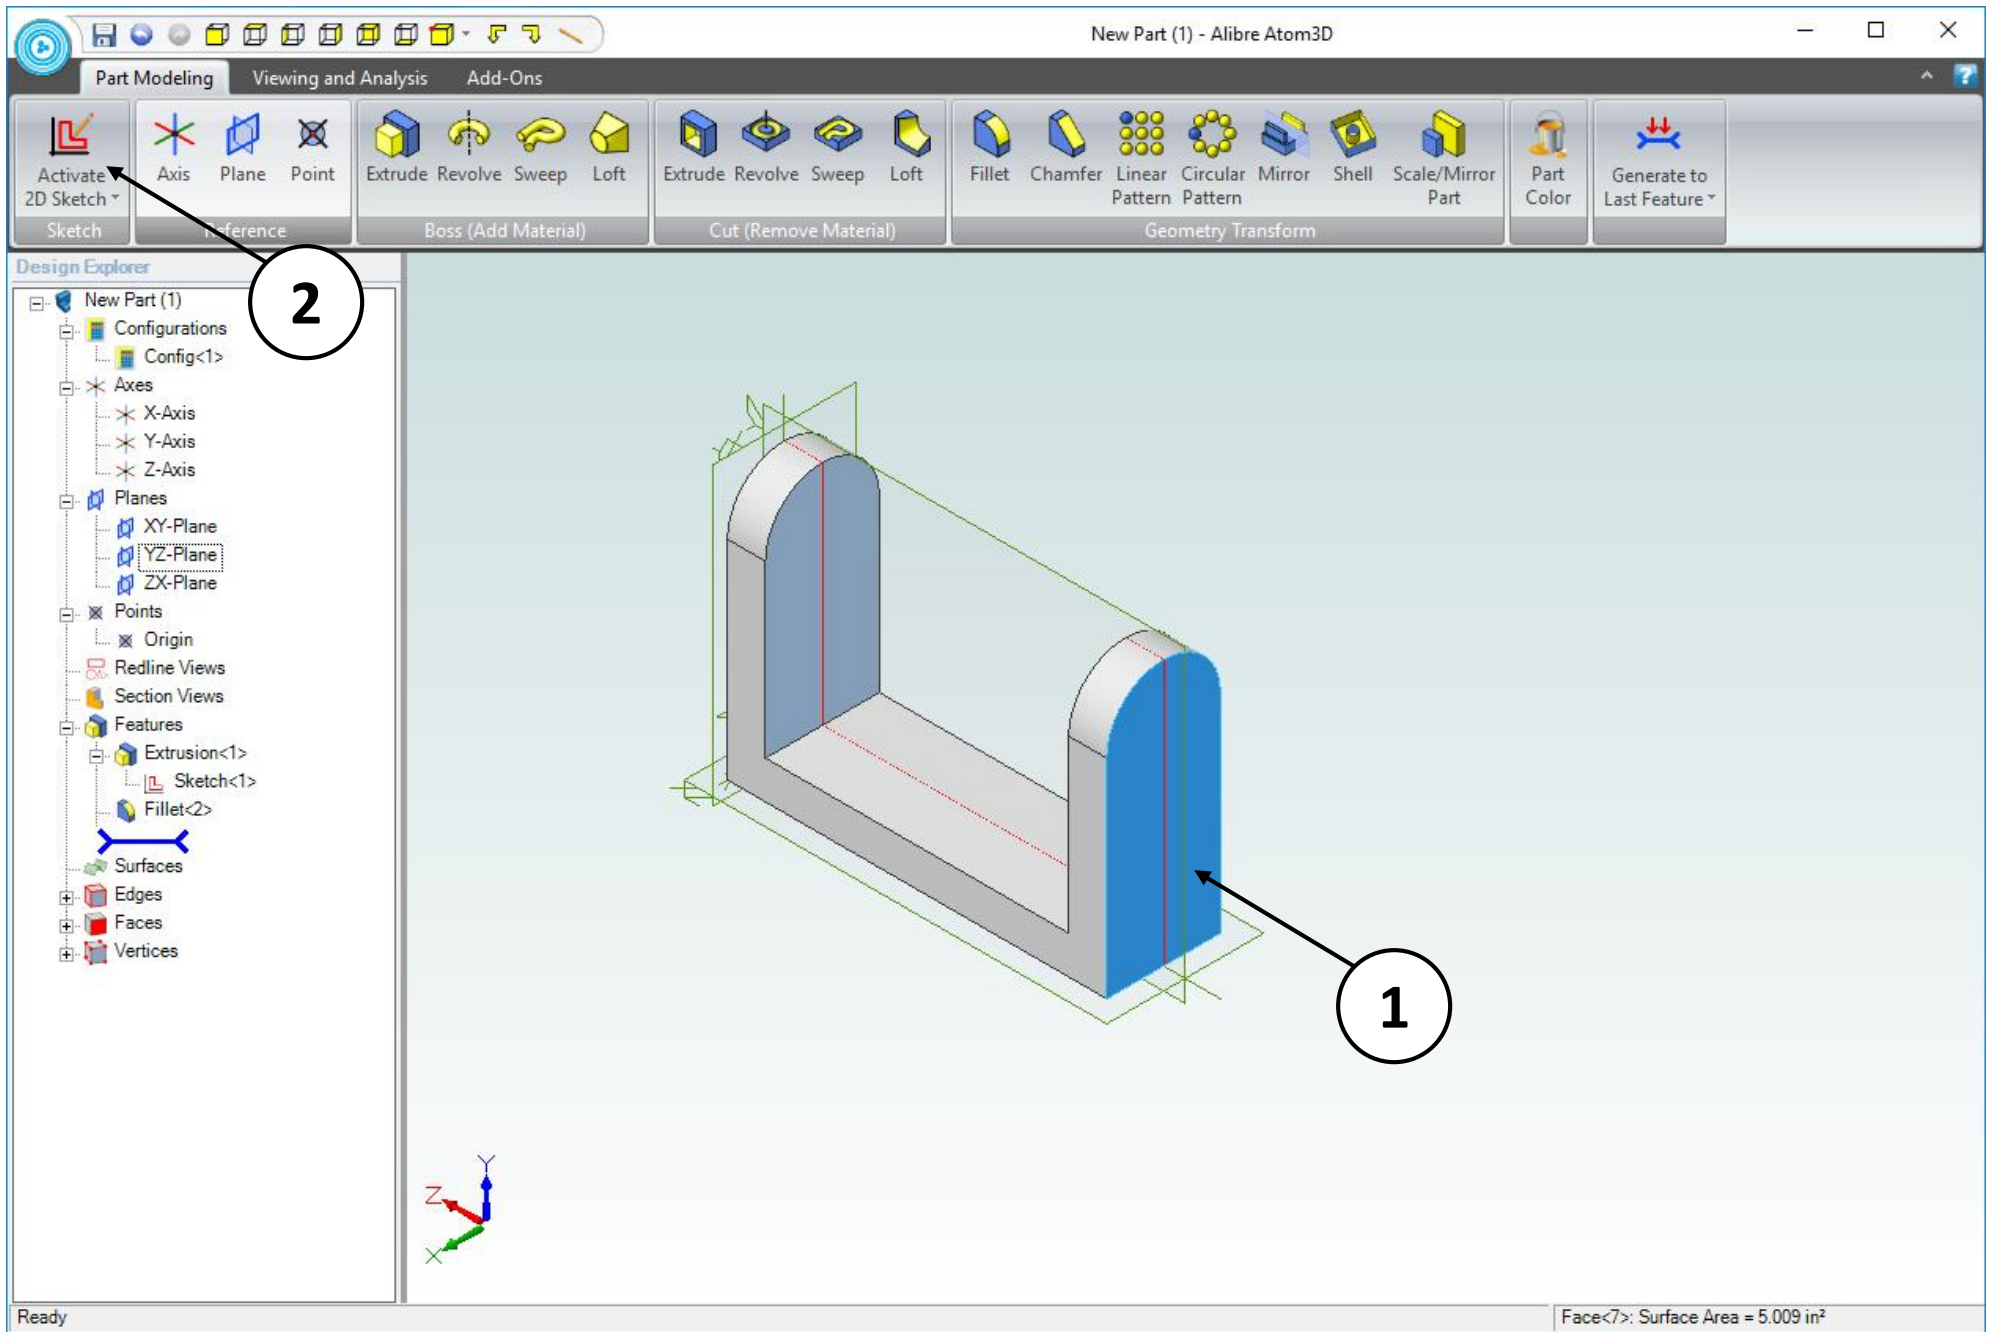 New Part (1) - Alibre Atom3D
Part Modeling Viewing and Analysis Add-Ons
Activate 2D Sketch
Axis Plane Point
Extrude Revolve Sweep Loft
Extrude Revolve Sweep Loft
Fillet Chamfer Linear Pattern Circular Pattern Mirror Shell Scale/Mirror Part
Part Color
Generate to Last Feature
Sketch Reference Boss (Add Material) Cut (Remove Material) Geometry Transform
Design Explorer
New Part (1)
Configurations
Config<1>
Axes
X-Axis
Y-Axis
Z-Axis
Planes
XY-Plane
YZ-Plane
ZX-Plane
Points
Origin
Redline Views
Section Views
Features
Extrusion<1>
Sketch<1>
Fillet<2>
Surfaces
Edges
Faces
Vertices
2
1
Y
Z
X
Ready
Face<7>: Surface Area = 5.009 in²